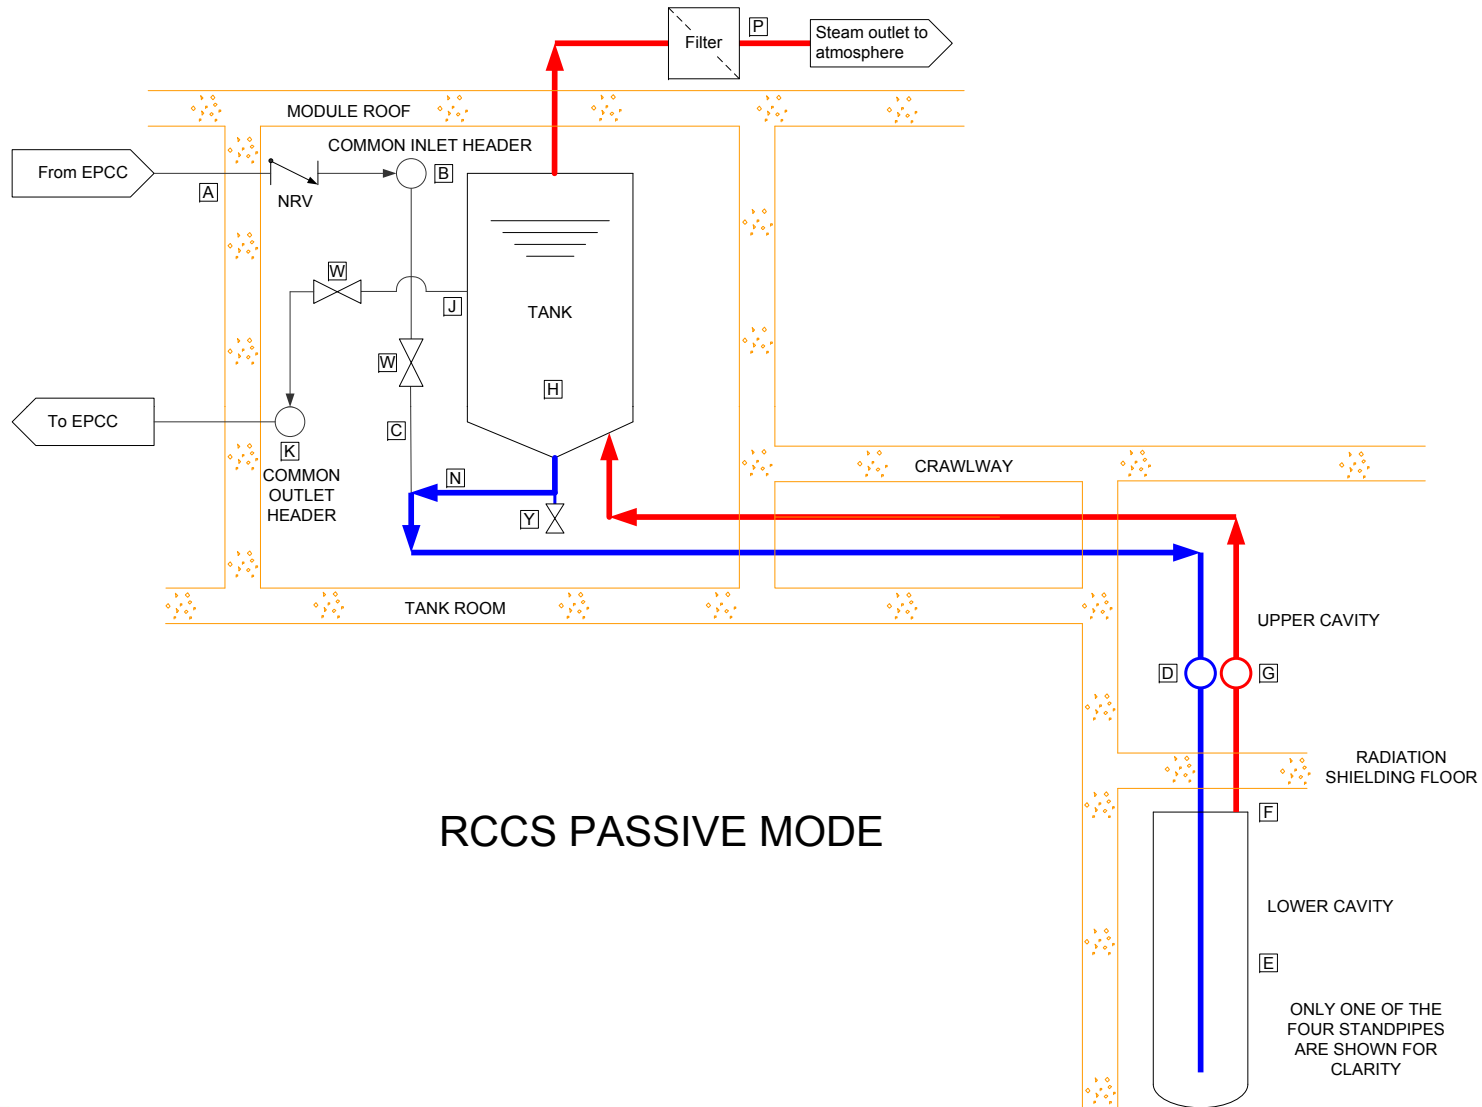 P
Filter
Steam outlet to
atmosphere
MODULE ROOF
COMMON INLET HEADER
From EPCC
A
NRV
B
W
J
TANK
W
H
To EPCC
C
K
COMMON
OUTLET
HEADER
N
CRAWLWAY
Y
TANK ROOM
UPPER CAVITY
D
G
RADIATION
SHIELDING FLOOR
F
RCCS PASSIVE MODE
LOWER CAVITY
E
ONLY ONE OF THE
FOUR STANDPIPES
ARE SHOWN FOR
CLARITY